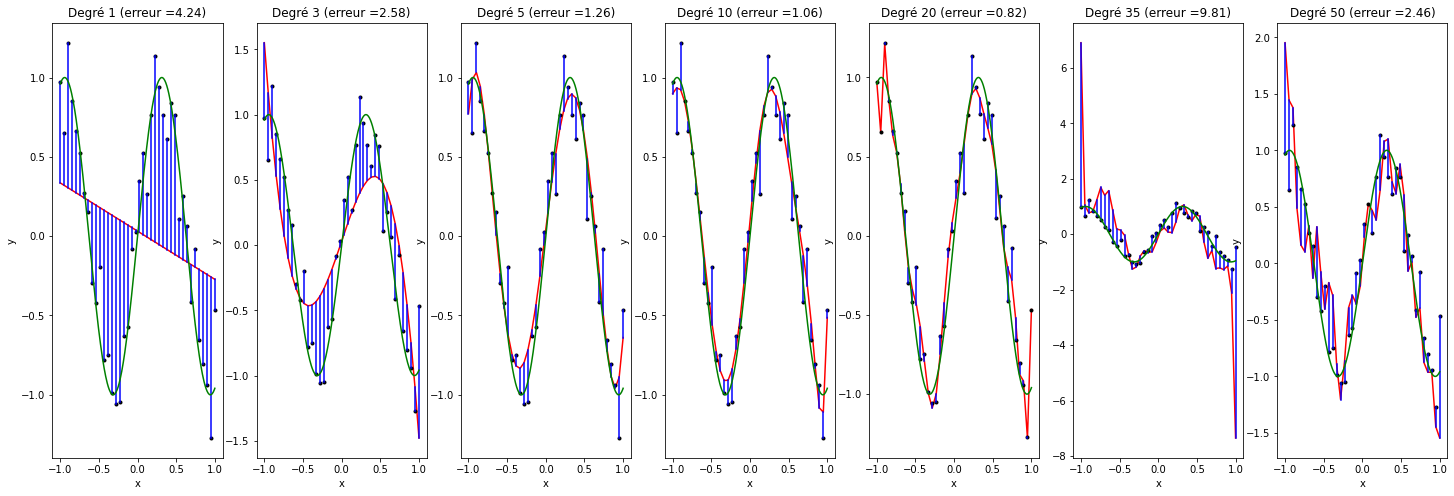 Degré 1 (erreur =4.24)
Degré 3 (erreur =2.58)
Degré 5 (erreur =1.26)
Degré 10 (erreur =1.06)
Degré 20 (erreur =0.82)
Degré 35 (erreur =9.81)
Degré 50 (erreur =2.46)
y
1.0
0.5
0.0
−0.5
−1.0
−1.0 −0.5 0.0 0.5 1.0
x
y
1.5
1.0
0.5
0.0
−0.5
−1.0
−1.5
−1.0 −0.5 0.0 0.5 1.0
x
y
1.0
0.5
0.0
−0.5
−1.0
−1.0 −0.5 0.0 0.5 1.0
x
y
1.0
0.5
0.0
−0.5
−1.0
−1.0 −0.5 0.0 0.5 1.0
x
y
1.0
0.5
0.0
−0.5
−1.0
−1.0 −0.5 0.0 0.5 1.0
x
y
6
4
2
0
−2
−4
−6
−8
−1.0 −0.5 0.0 0.5 1.0
x
y
2.0
1.5
1.0
0.5
0.0
−0.5
−1.0
−1.5
−1.0 −0.5 0.0 0.5 1.0
x